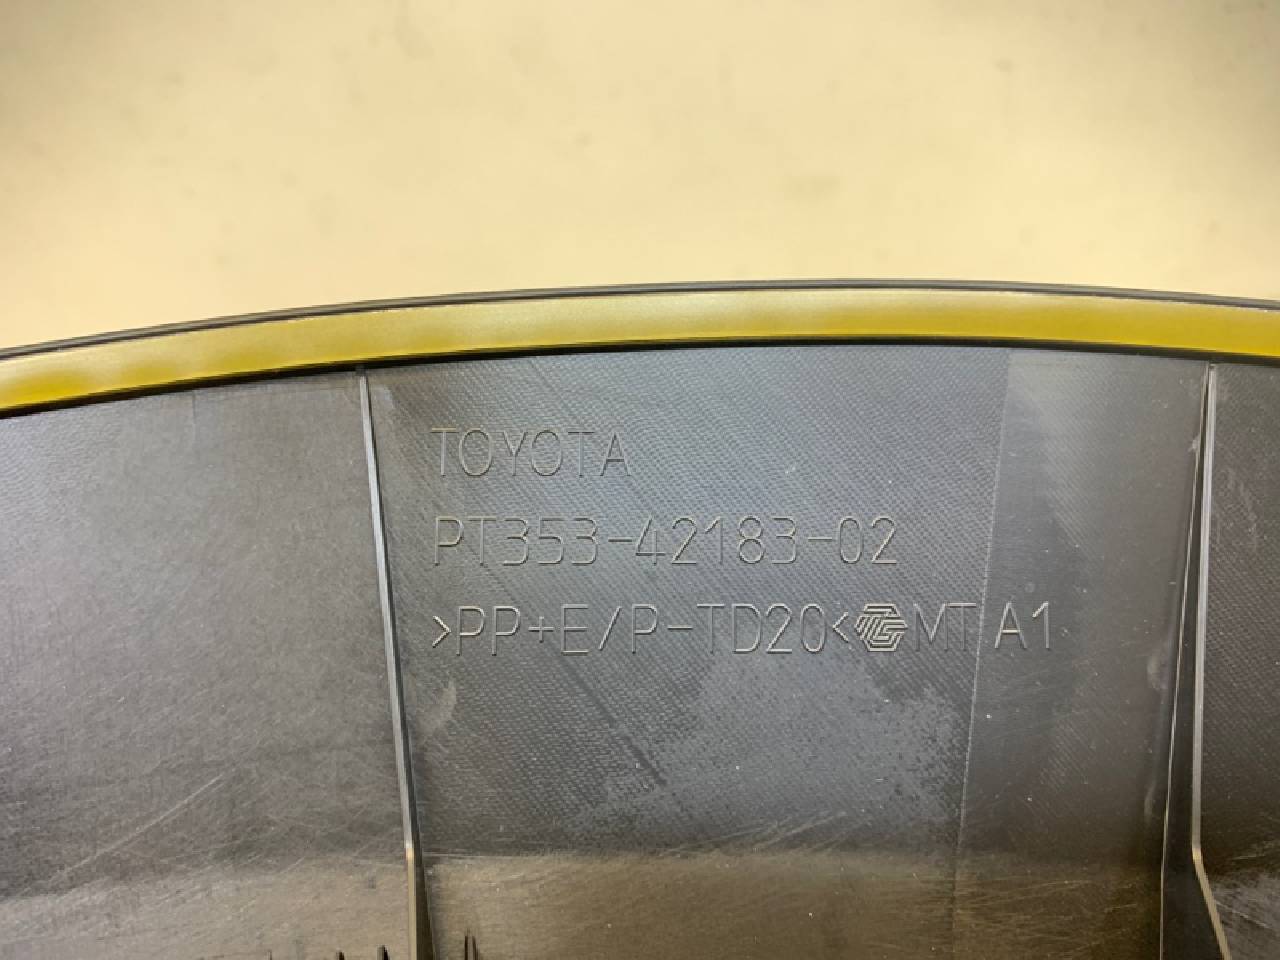 TOYOTA
PT353-42183-02
>PP+E/P-TD20< MT A1